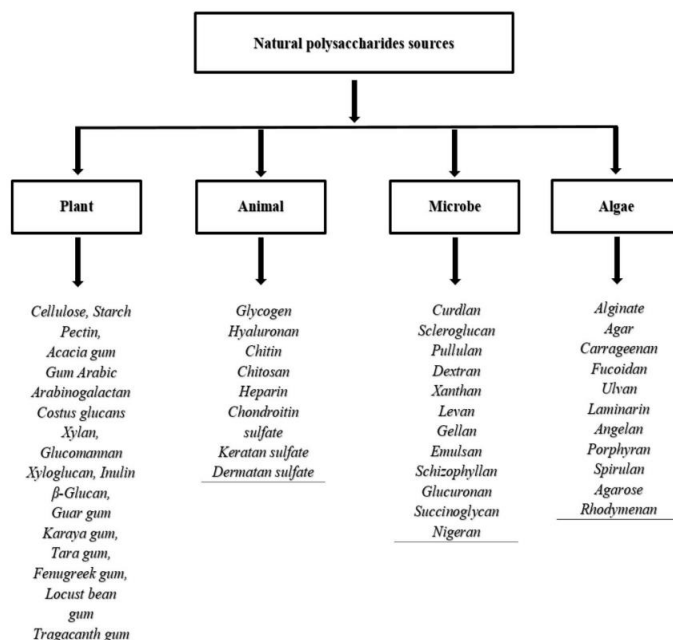 Natural polysaccharides sources
Plant
Animal
Microbe
Algae
Cellulose, Starch
Pectin,
Acacia gum
Gum Arabic
Arabinogalactan
Costus glucans
Xylan,
Glucomannan
Xyloglucan, Inulin
β-Glucan,
Guar gum
Karaya gum,
Tara gum,
Fenugreek gum,
Locust bean
gum
Tragacanth gum
Glycogen
Hyaluronan
Chitin
Chitosan
Heparin
Chondroitin
sulfate
Keratan sulfate
Dermatan sulfate
Curdlan
Scleroglucan
Pullulan
Dextran
Xanthan
Levan
Gellan
Emulsan
Schizophyllan
Glucuronan
Succinoglycan
Nigeran
Alginate
Agar
Carrageenan
Fucoidan
Ulvan
Laminarin
Angelan
Porphyran
Spirulan
Agarose
Rhodymenan